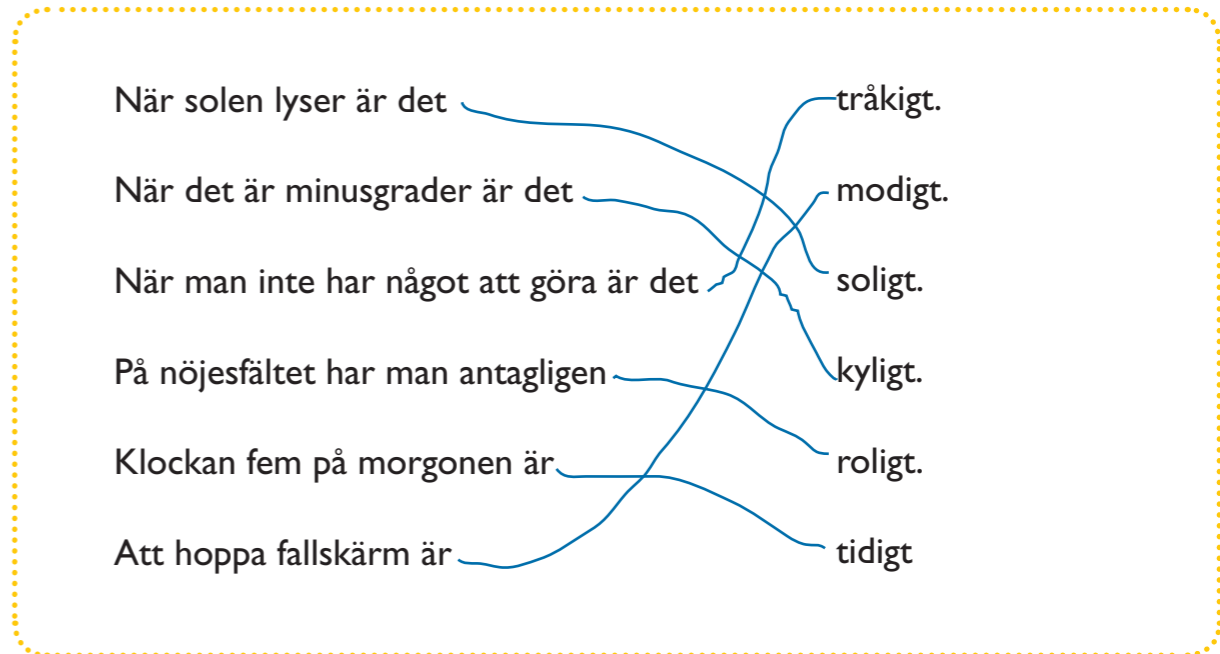 När solen lyser är det tråkigt.
När det är minusgrader är det modigt.
När man inte har något att göra är det soligt.
På nöjesfältet har man antagligen kyligt.
Klockan fem på morgonen är roligt.
Att hoppa fallskärm är tidigt